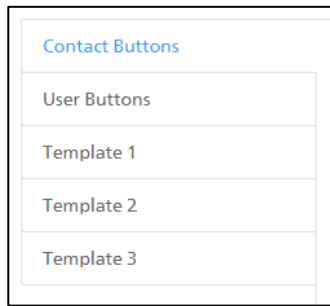 Contact Buttons
User Buttons
Template 1
Template 2
Template 3